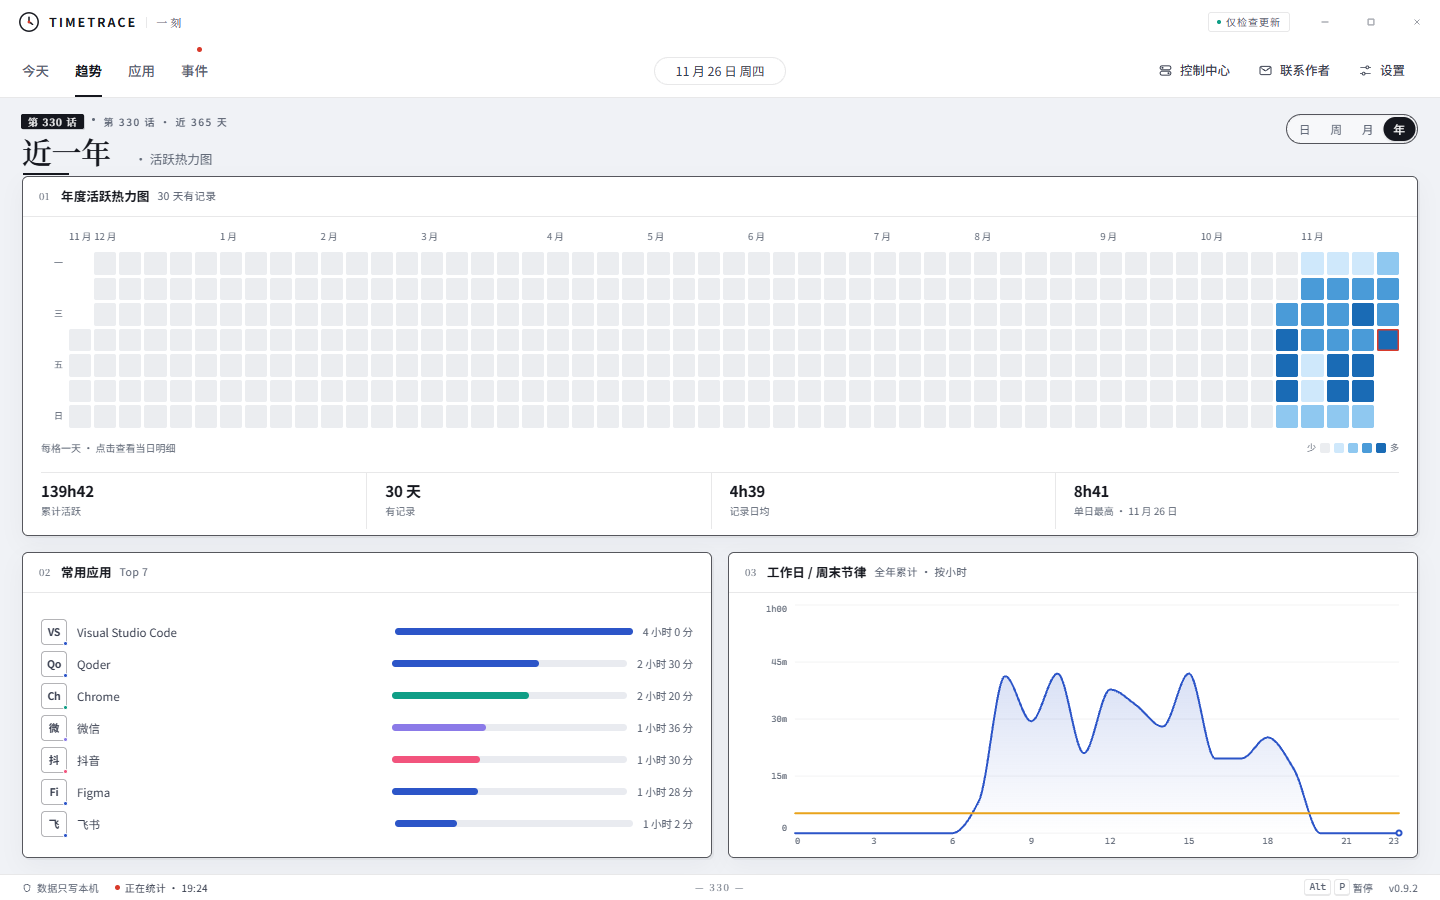 TIMETRACE 一刻
仅检查更新
今天 趋势 应用 事件
11 月 26 日 周四
控制中心 联系作者 设置
第 330 话 • 第 330 话 · 近 365 天
近一年 · 活跃热力图
日 周 月 年
01 年度活跃热力图 30 天有记录
11 月 12 月 1 月 2 月 3 月 4 月 5 月 6 月 7 月 8 月 9 月 10 月 11 月
一
三
五
日
每格一天 · 点击查看当日明细
少 多
139h42
累计活跃
30 天
有记录
4h39
记录日均
8h41
单日最高 · 11 月 26 日
02 常用应用 Top 7
VS Visual Studio Code 4 小时 0 分
Qo Qoder 2 小时 30 分
Ch Chrome 2 小时 20 分
微 微信 1 小时 36 分
抖 抖音 1 小时 30 分
Fi Figma 1 小时 28 分
飞 飞书 1 小时 2 分
03 工作日 / 周末节律 全年累计 · 按小时
1h00
45m
30m
15m
0
0 3 6 9 12 15 18 21 23
数据只写本机 正在统计 · 19:24
— 330 —
Alt P 暂停 v0.9.2